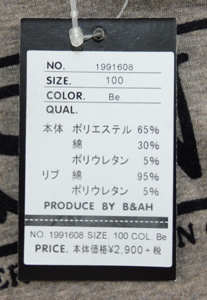 NO. 1991608
SIZE. 100
COLOR. Be
QUAL.
本体 ポリエステル 65%
綿 30%
ポリウレタン 5%
リブ 綿 95%
ポリウレタン 5%
PRODUCE BY B&AH
NO. 1991608 SIZE. 100 COL. Be
PRICE. 本体価格¥2,900+税